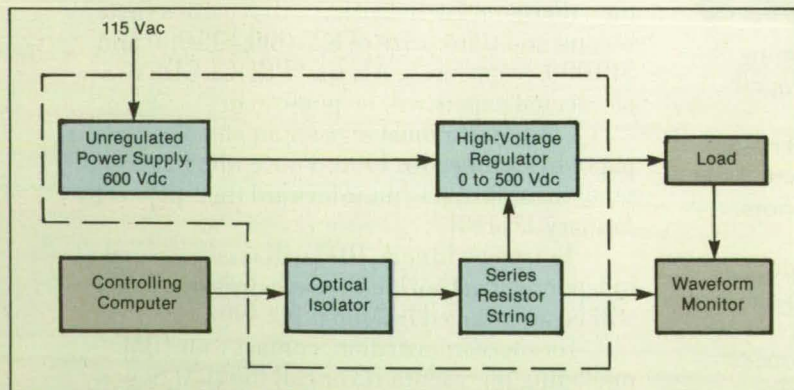 115 Vac
Unregulated
Power Supply,
600 Vdc
High-Voltage
Regulator
0 to 500 Vdc
Load
Controlling
Computer
Optical
Isolator
Series
Resistor
String
Waveform
Monitor